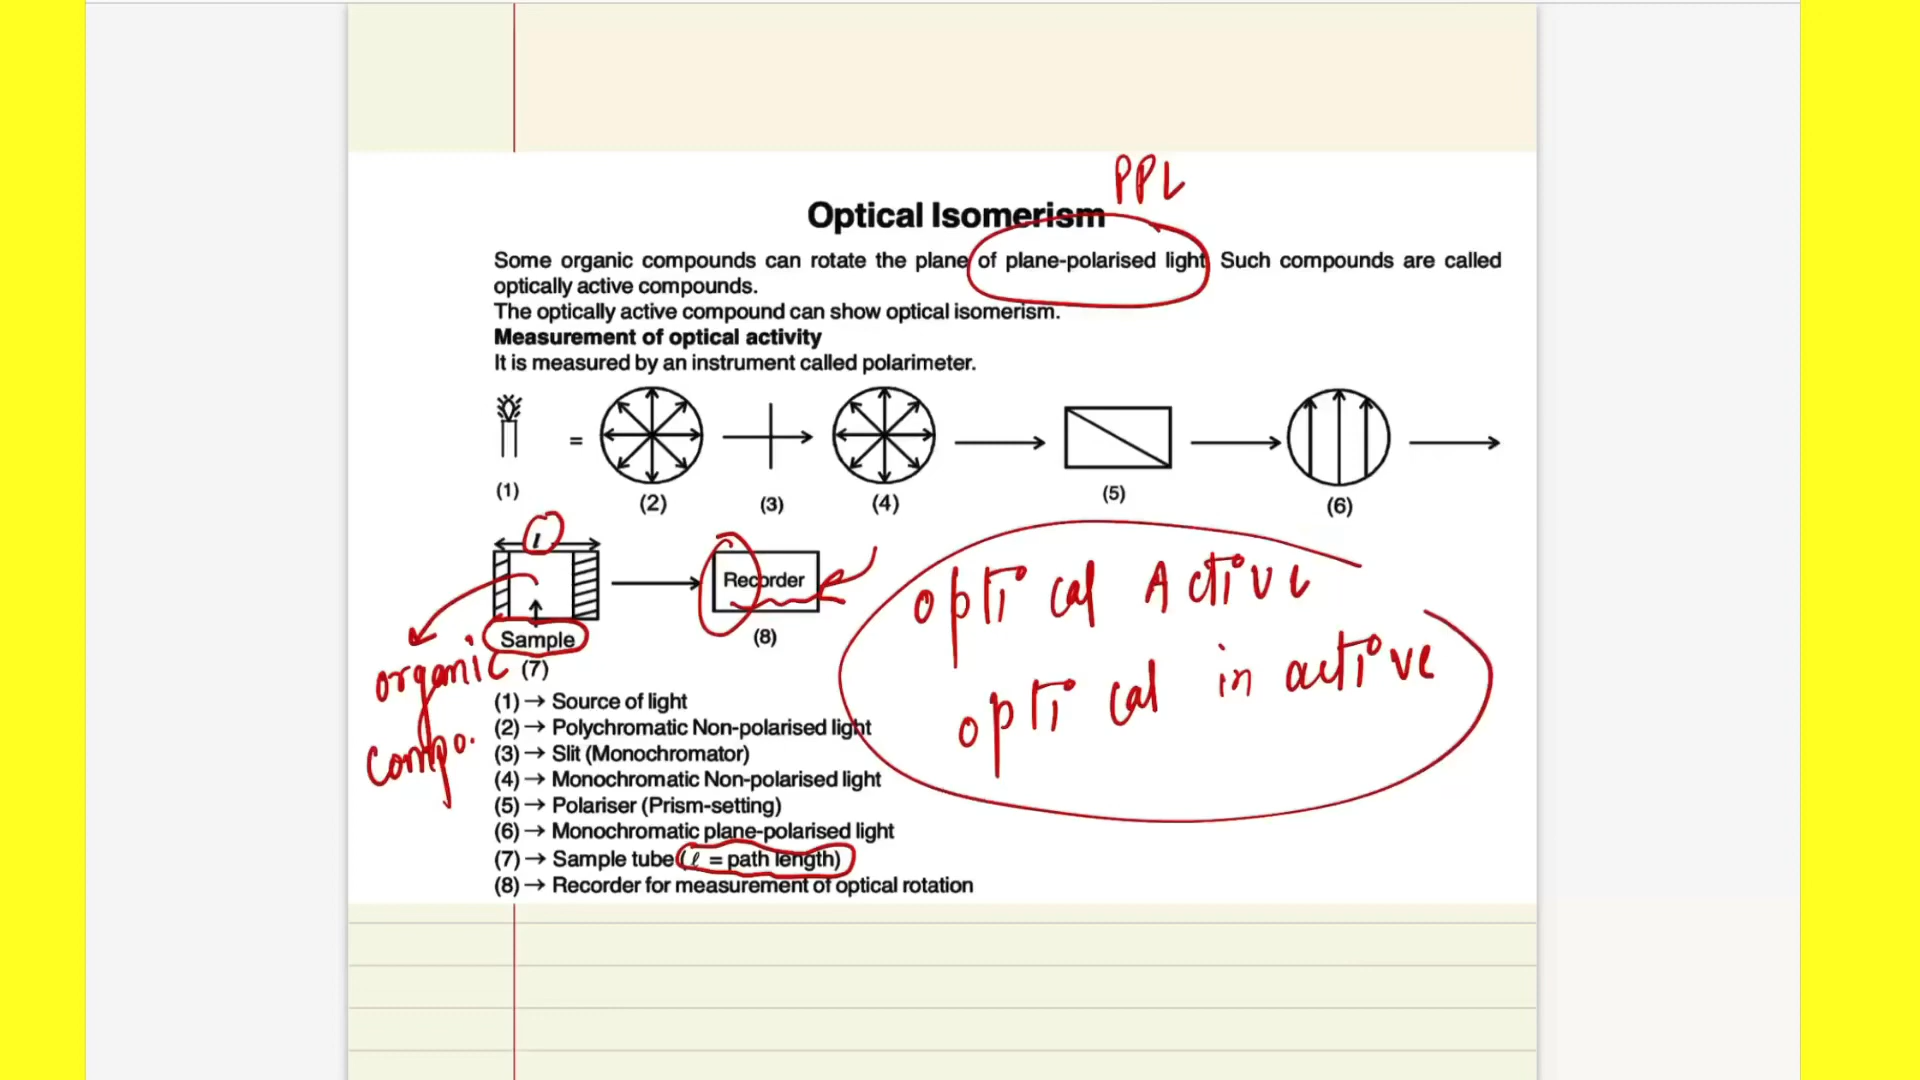 PPL
Optical Isomerism
Some organic compounds can rotate the plane of plane-polarised light Such compounds are called
optically active compounds.
The optically active compound can show optical isomerism.
Measurement of optical activity
It is measured by an instrument called polarimeter.
=
(1) (2) (3) (4) (5) (6)
l
Recorder
Sample
(7)
(8)
optical Active
optical in active
organic
compo.
(1) → Source of light
(2) → Polychromatic Non-polarised light
(3) → Slit (Monochromator)
(4) → Monochromatic Non-polarised light
(5) → Polariser (Prism-setting)
(6) → Monochromatic plane-polarised light
(7) → Sample tube (ℓ = path length)
(8) → Recorder for measurement of optical rotation